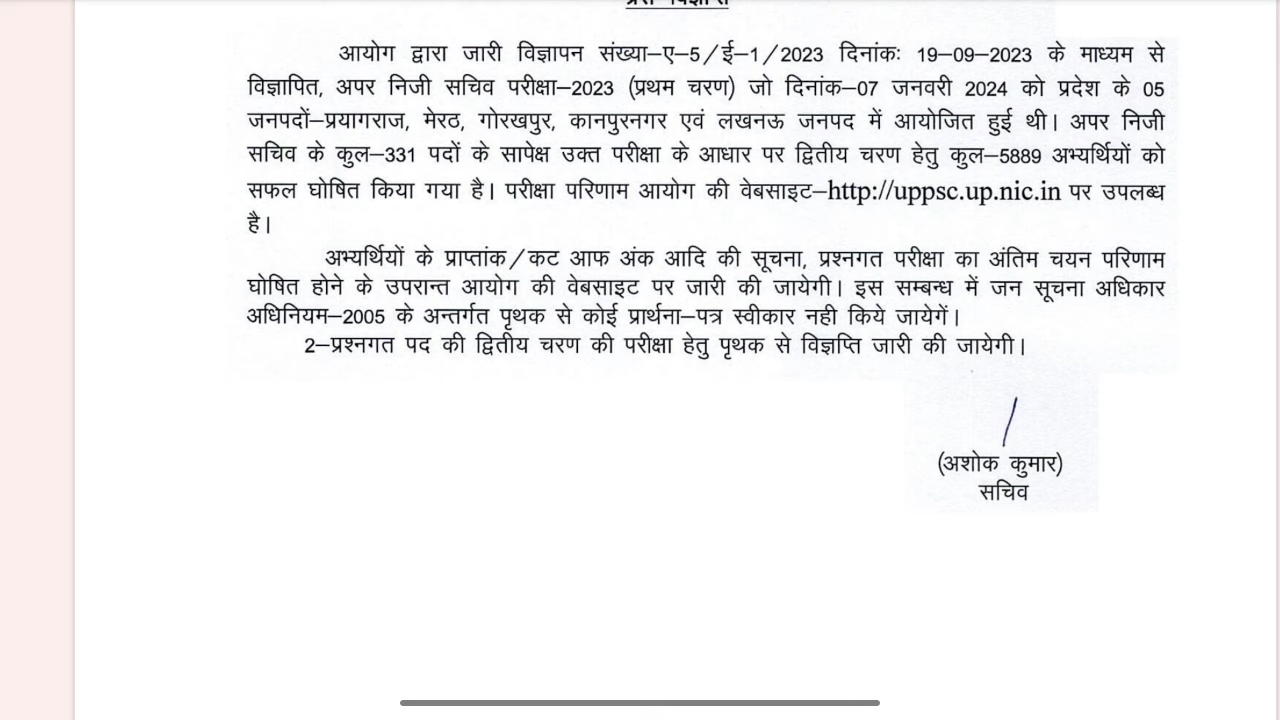 प्रेस–विज्ञप्ति
आयोग द्वारा जारी विज्ञापन संख्या–ए–5/ई–1/2023 दिनांकः 19–09–2023 के माध्यम से
विज्ञापित, अपर निजी सचिव परीक्षा–2023 (प्रथम चरण) जो दिनांक–07 जनवरी 2024 को प्रदेश के 05
जनपदों–प्रयागराज, मेरठ, गोरखपुर, कानपुरनगर एवं लखनऊ जनपद में आयोजित हुई थी। अपर निजी
सचिव के कुल–331 पदों के सापेक्ष उक्त परीक्षा के आधार पर द्वितीय चरण हेतु कुल–5889 अभ्यर्थियों को
सफल घोषित किया गया है। परीक्षा परिणाम आयोग की वेबसाइट–http://uppsc.up.nic.in पर उपलब्ध
है।
अभ्यर्थियों के प्राप्तांक/कट आफ अंक आदि की सूचना, प्रश्नगत परीक्षा का अंतिम चयन परिणाम
घोषित होने के उपरान्त आयोग की वेबसाइट पर जारी की जायेगी। इस सम्बन्ध में जन सूचना अधिकार
अधिनियम–2005 के अन्तर्गत पृथक से कोई प्रार्थना–पत्र स्वीकार नही किये जायेगें।
2–प्रश्नगत पद की द्वितीय चरण की परीक्षा हेतु पृथक से विज्ञप्ति जारी की जायेगी।
(अशोक कुमार)
सचिव